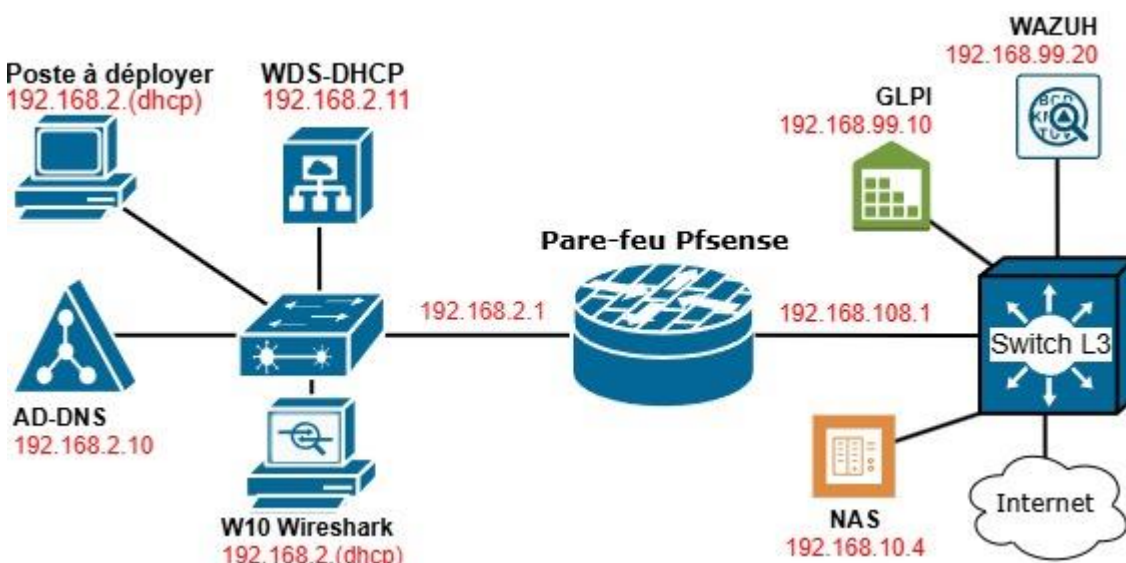 WAZUH
192.168.99.20
Poste à déployer
192.168.2.(dhcp)
WDS-DHCP
192.168.2.11
GLPI
192.168.99.10
Pare-feu Pfsense
192.168.2.1
192.168.108.1
Switch L3
AD-DNS
192.168.2.10
W10 Wireshark
192.168.2.(dhcp)
NAS
192.168.10.4
Internet